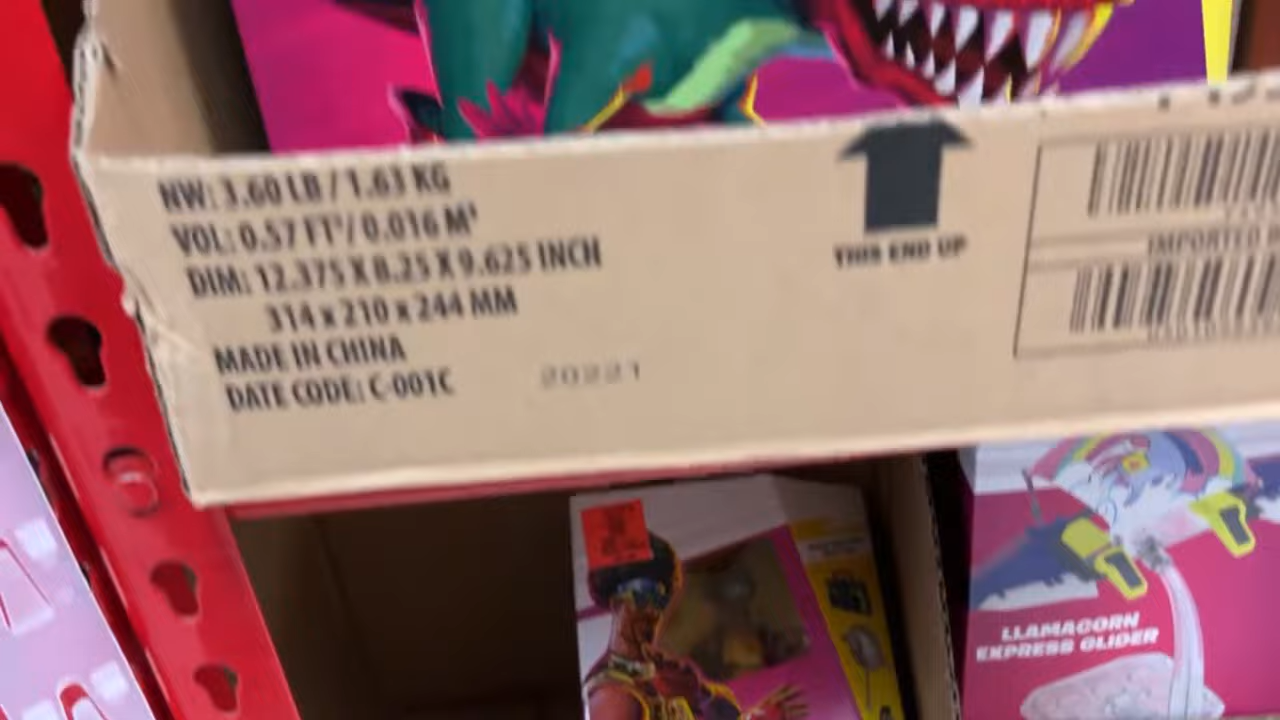 NW: 3.60 LB / 1.63 KG
VOL: 0.57 FT³/ 0.016 M³
DIM: 12.375 X 8.25 X 9.625 INCH
314 x 210 x 244 MM
MADE IN CHINA
DATE CODE: C-001C
20221
THIS END UP
IMPORTED
LLAMACORN
EXPRESS GLIDER